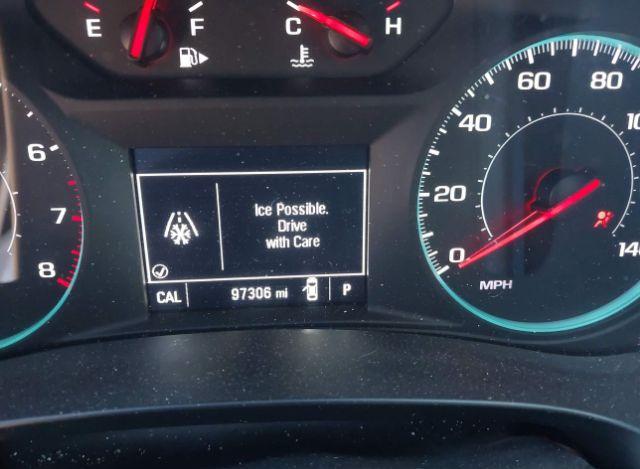 E F C H
6
7
8
Ice Possible.
Drive
with Care
CAL 97306 mi P
0
20
40
60
80
MPH